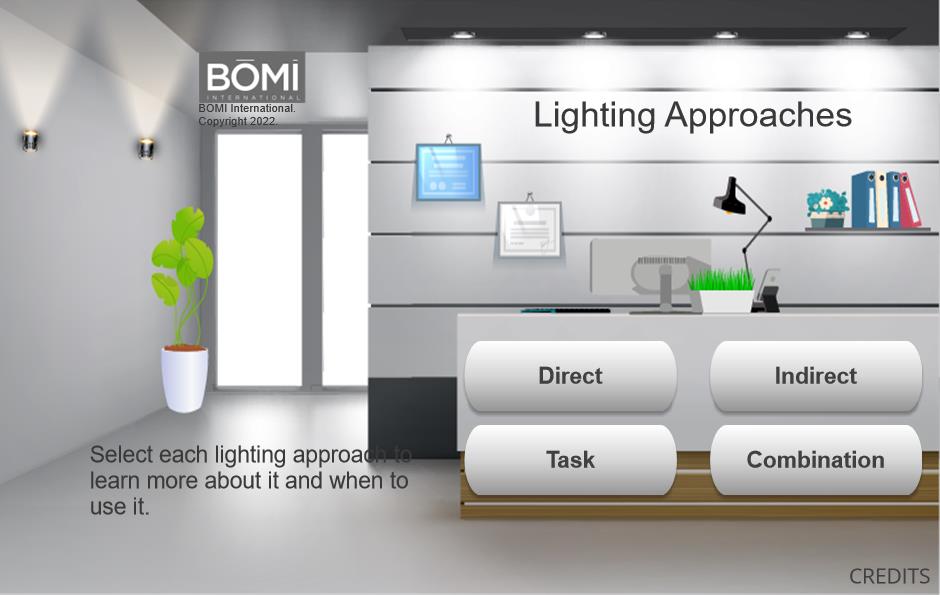 BOMI
INTERNATIONAL
BOMI International.
Copyright 2022.
Lighting Approaches
Direct
Indirect
Task
Combination
Select each lighting approach to
learn more about it and when to
use it.
CREDITS